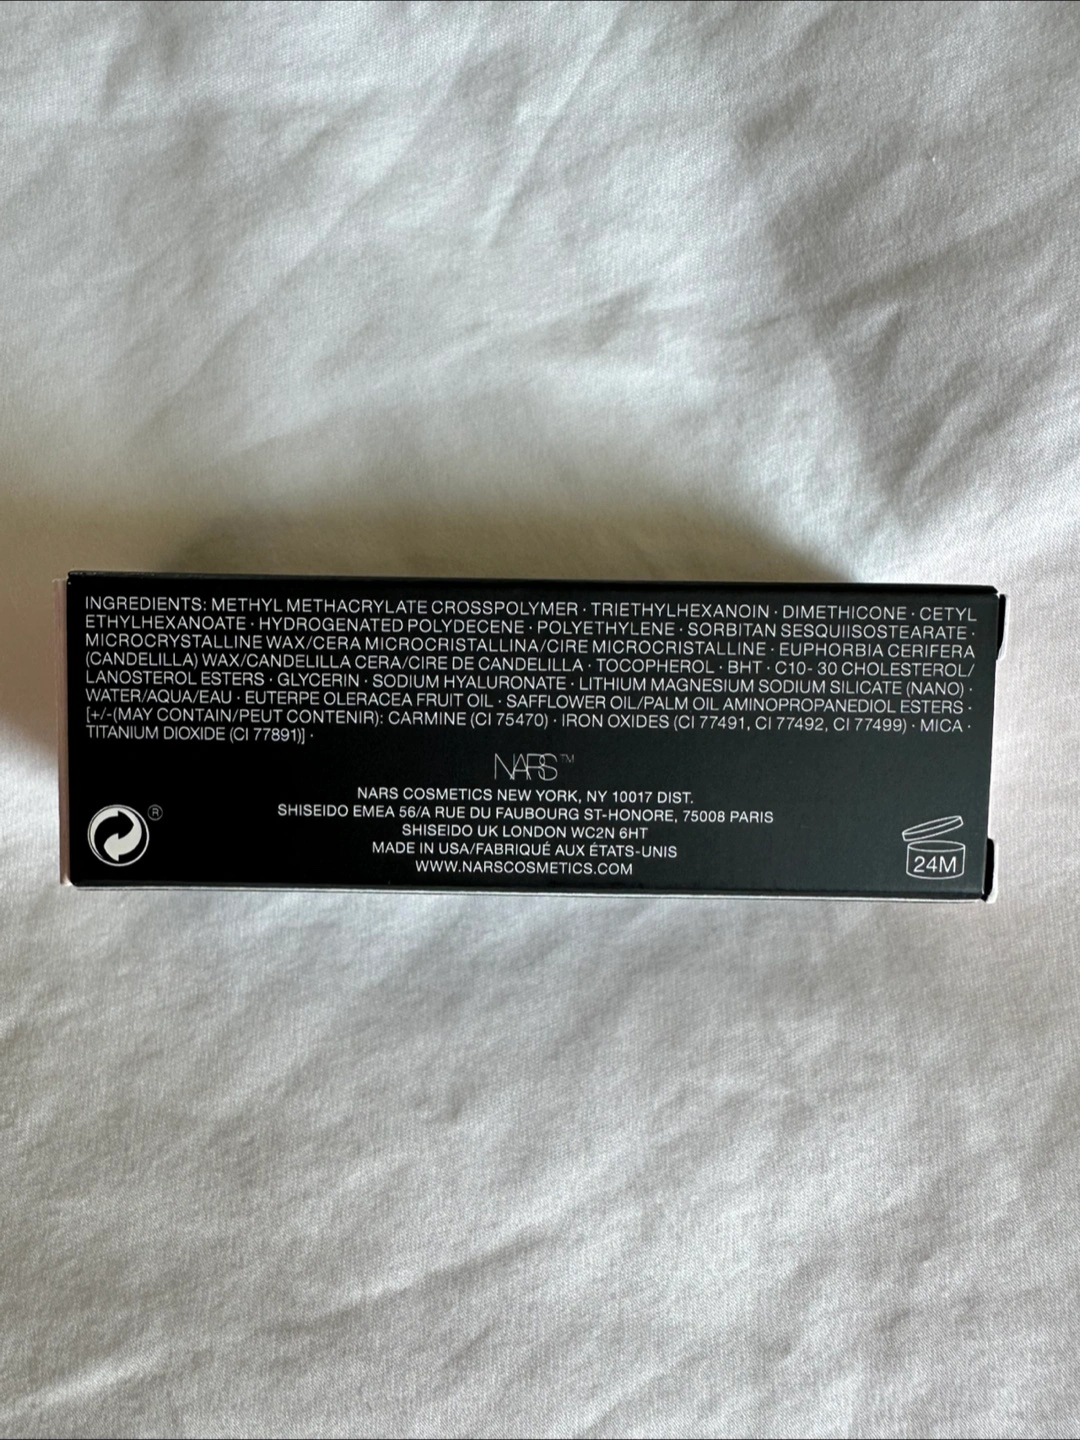 INGREDIENTS: METHYL METHACRYLATE CROSSPOLYMER · TRIETHYLHEXANOIN · DIMETHICONE · CETYL
ETHYLHEXANOATE · HYDROGENATED POLYDECENE · POLYETHYLENE · SORBITAN SESQUIISOSTEARATE ·
MICROCRYSTALLINE WAX/CERA MICROCRISTALLINA/CIRE MICROCRISTALLINE · EUPHORBIA CERIFERA
(CANDELILLA) WAX/CANDELILLA CERA/CIRE DE CANDELILLA · TOCOPHEROL · BHT · C10- 30 CHOLESTEROL/
LANOSTEROL ESTERS · GLYCERIN · SODIUM HYALURONATE · LITHIUM MAGNESIUM SODIUM SILICATE (NANO) ·
WATER/AQUA/EAU · EUTERPE OLERACEA FRUIT OIL · SAFFLOWER OIL/PALM OIL AMINOPROPANEDIOL ESTERS ·
[+/-(MAY CONTAIN/PEUT CONTENIR): CARMINE (CI 75470) · IRON OXIDES (CI 77491, CI 77492, CI 77499) · MICA ·
TITANIUM DIOXIDE (CI 77891)] ·
NARS™
NARS COSMETICS NEW YORK, NY 10017 DIST.
SHISEIDO EMEA 56/A RUE DU FAUBOURG ST-HONORE, 75008 PARIS
SHISEIDO UK LONDON WC2N 6HT
MADE IN USA/FABRIQUÉ AUX ÉTATS-UNIS
WWW.NARSCOSMETICS.COM
®
24M